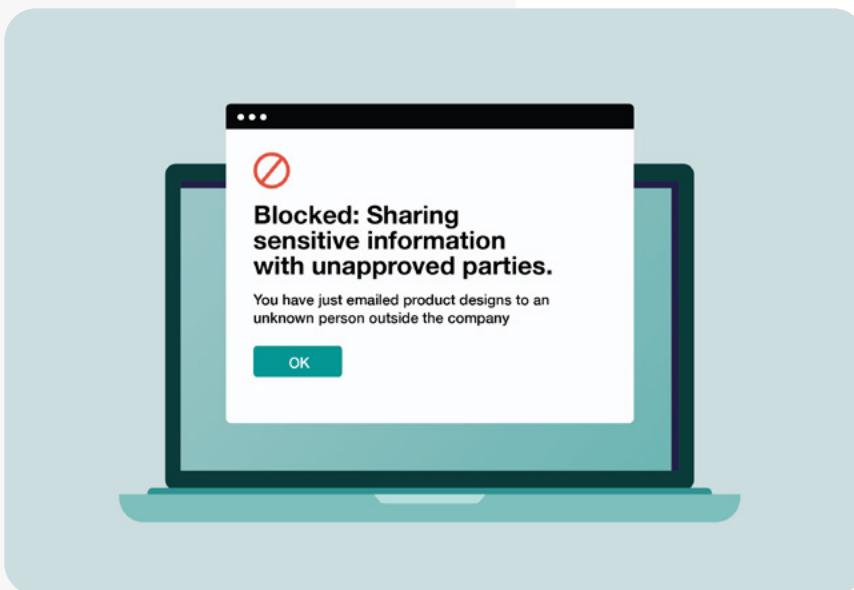 Blocked: Sharing
sensitive information
with unapproved parties.
You have just emailed product designs to an
unknown person outside the company
OK